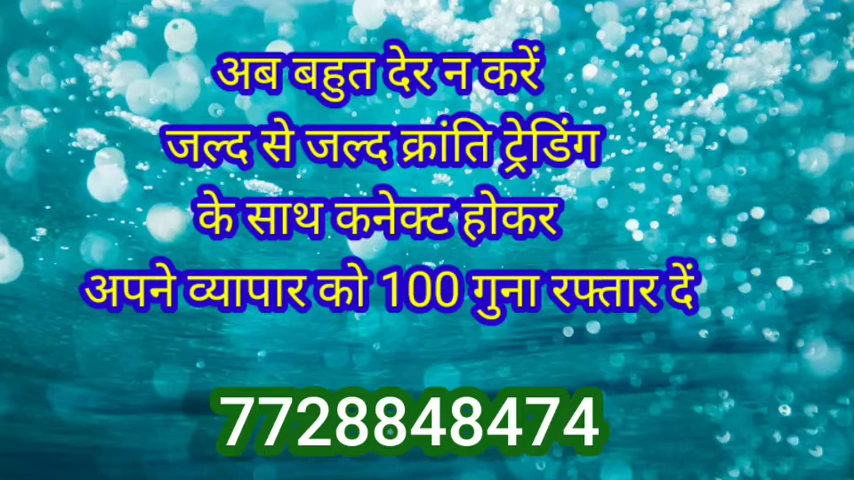 अब बहुत देर न करें
जल्द से जल्द क्रांति ट्रेडिंग
के साथ कनेक्ट होकर
अपने व्यापार को 100 गुना रफ्तार दें
7728848474